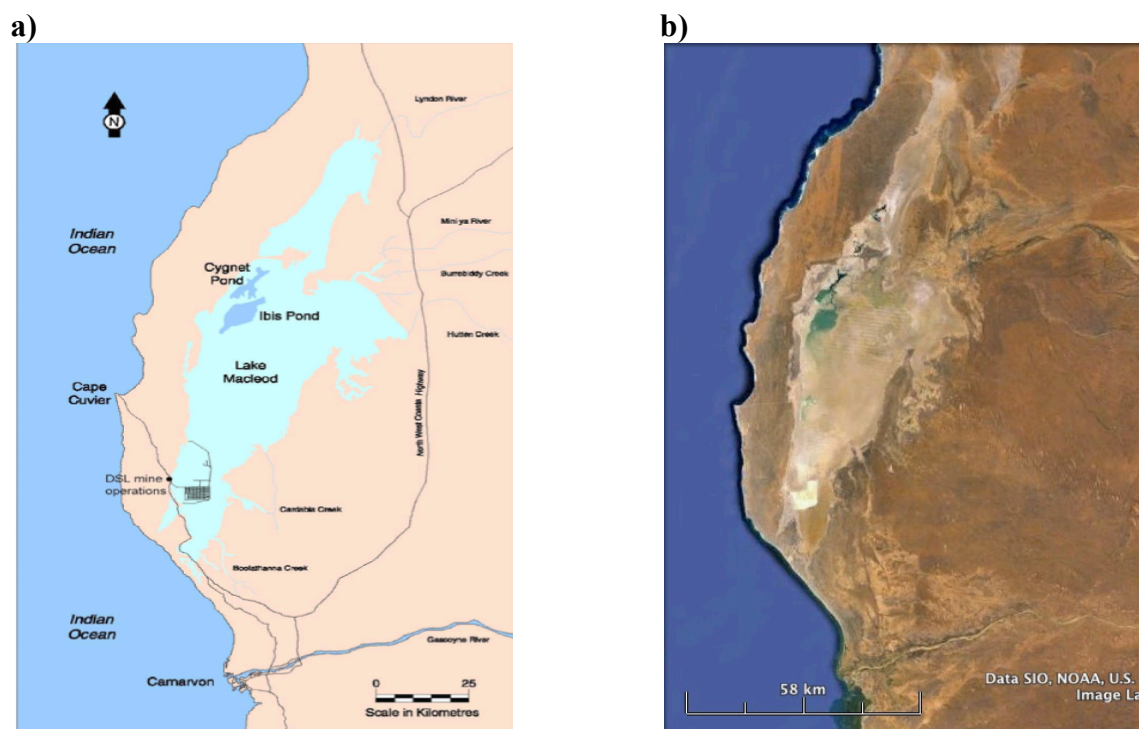 a)
N
Lyndon River
Indian
Ocean
Miniya River
Cygnet
Pond
Burrebiddy Creek
Ibis Pond
Hutten Creek
Lake
Macleod
Cape
Cuvier
North West Coastal Highway
DSL mine
operations
Cardabia Creek
Boolathanna Creek
Indian
Ocean
Gascoyne River
Carnarvon
0 25
Scale in Kilometres
b)
58 km
Data SIO, NOAA, U.S.
Image La